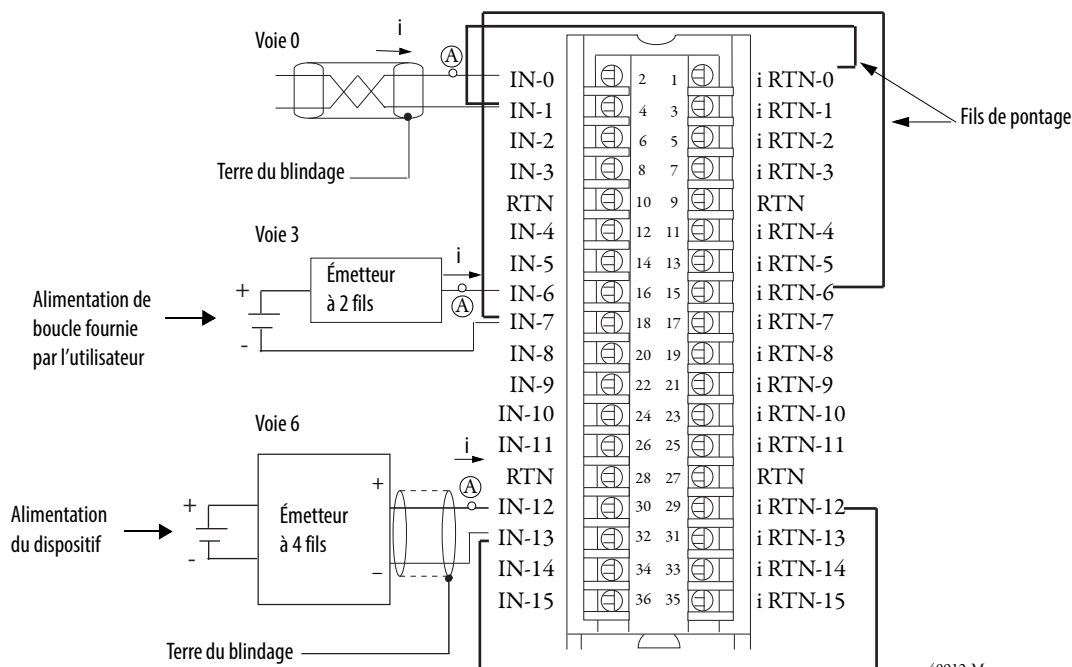 Voie 0
i
A
IN-0 2 1 i RTN-0
IN-1 4 3 i RTN-1
Fils de pontage
IN-2 6 5 i RTN-2
IN-3 8 7 i RTN-3
Terre du blindage
RTN 10 9 RTN
IN-4 12 11 i RTN-4
Voie 3
i
IN-5 14 13 i RTN-5
Émetteur
à 2 fils
+
-
A
IN-6 16 15 i RTN-6
Alimentation de
boucle fournie
par l’utilisateur
IN-7 18 17 i RTN-7
IN-8 20 19 i RTN-8
IN-9 22 21 i RTN-9
IN-10 24 23 i RTN-10
Voie 6
i
IN-11 26 25 i RTN-11
RTN 28 27 RTN
A
+
+
-
−
IN-12 30 29 i RTN-12
Alimentation
du dispositif
Émetteur
à 4 fils
IN-13 32 31 i RTN-13
IN-14 34 33 i RTN-14
IN-15 36 35 i RTN-15
Terre du blindage